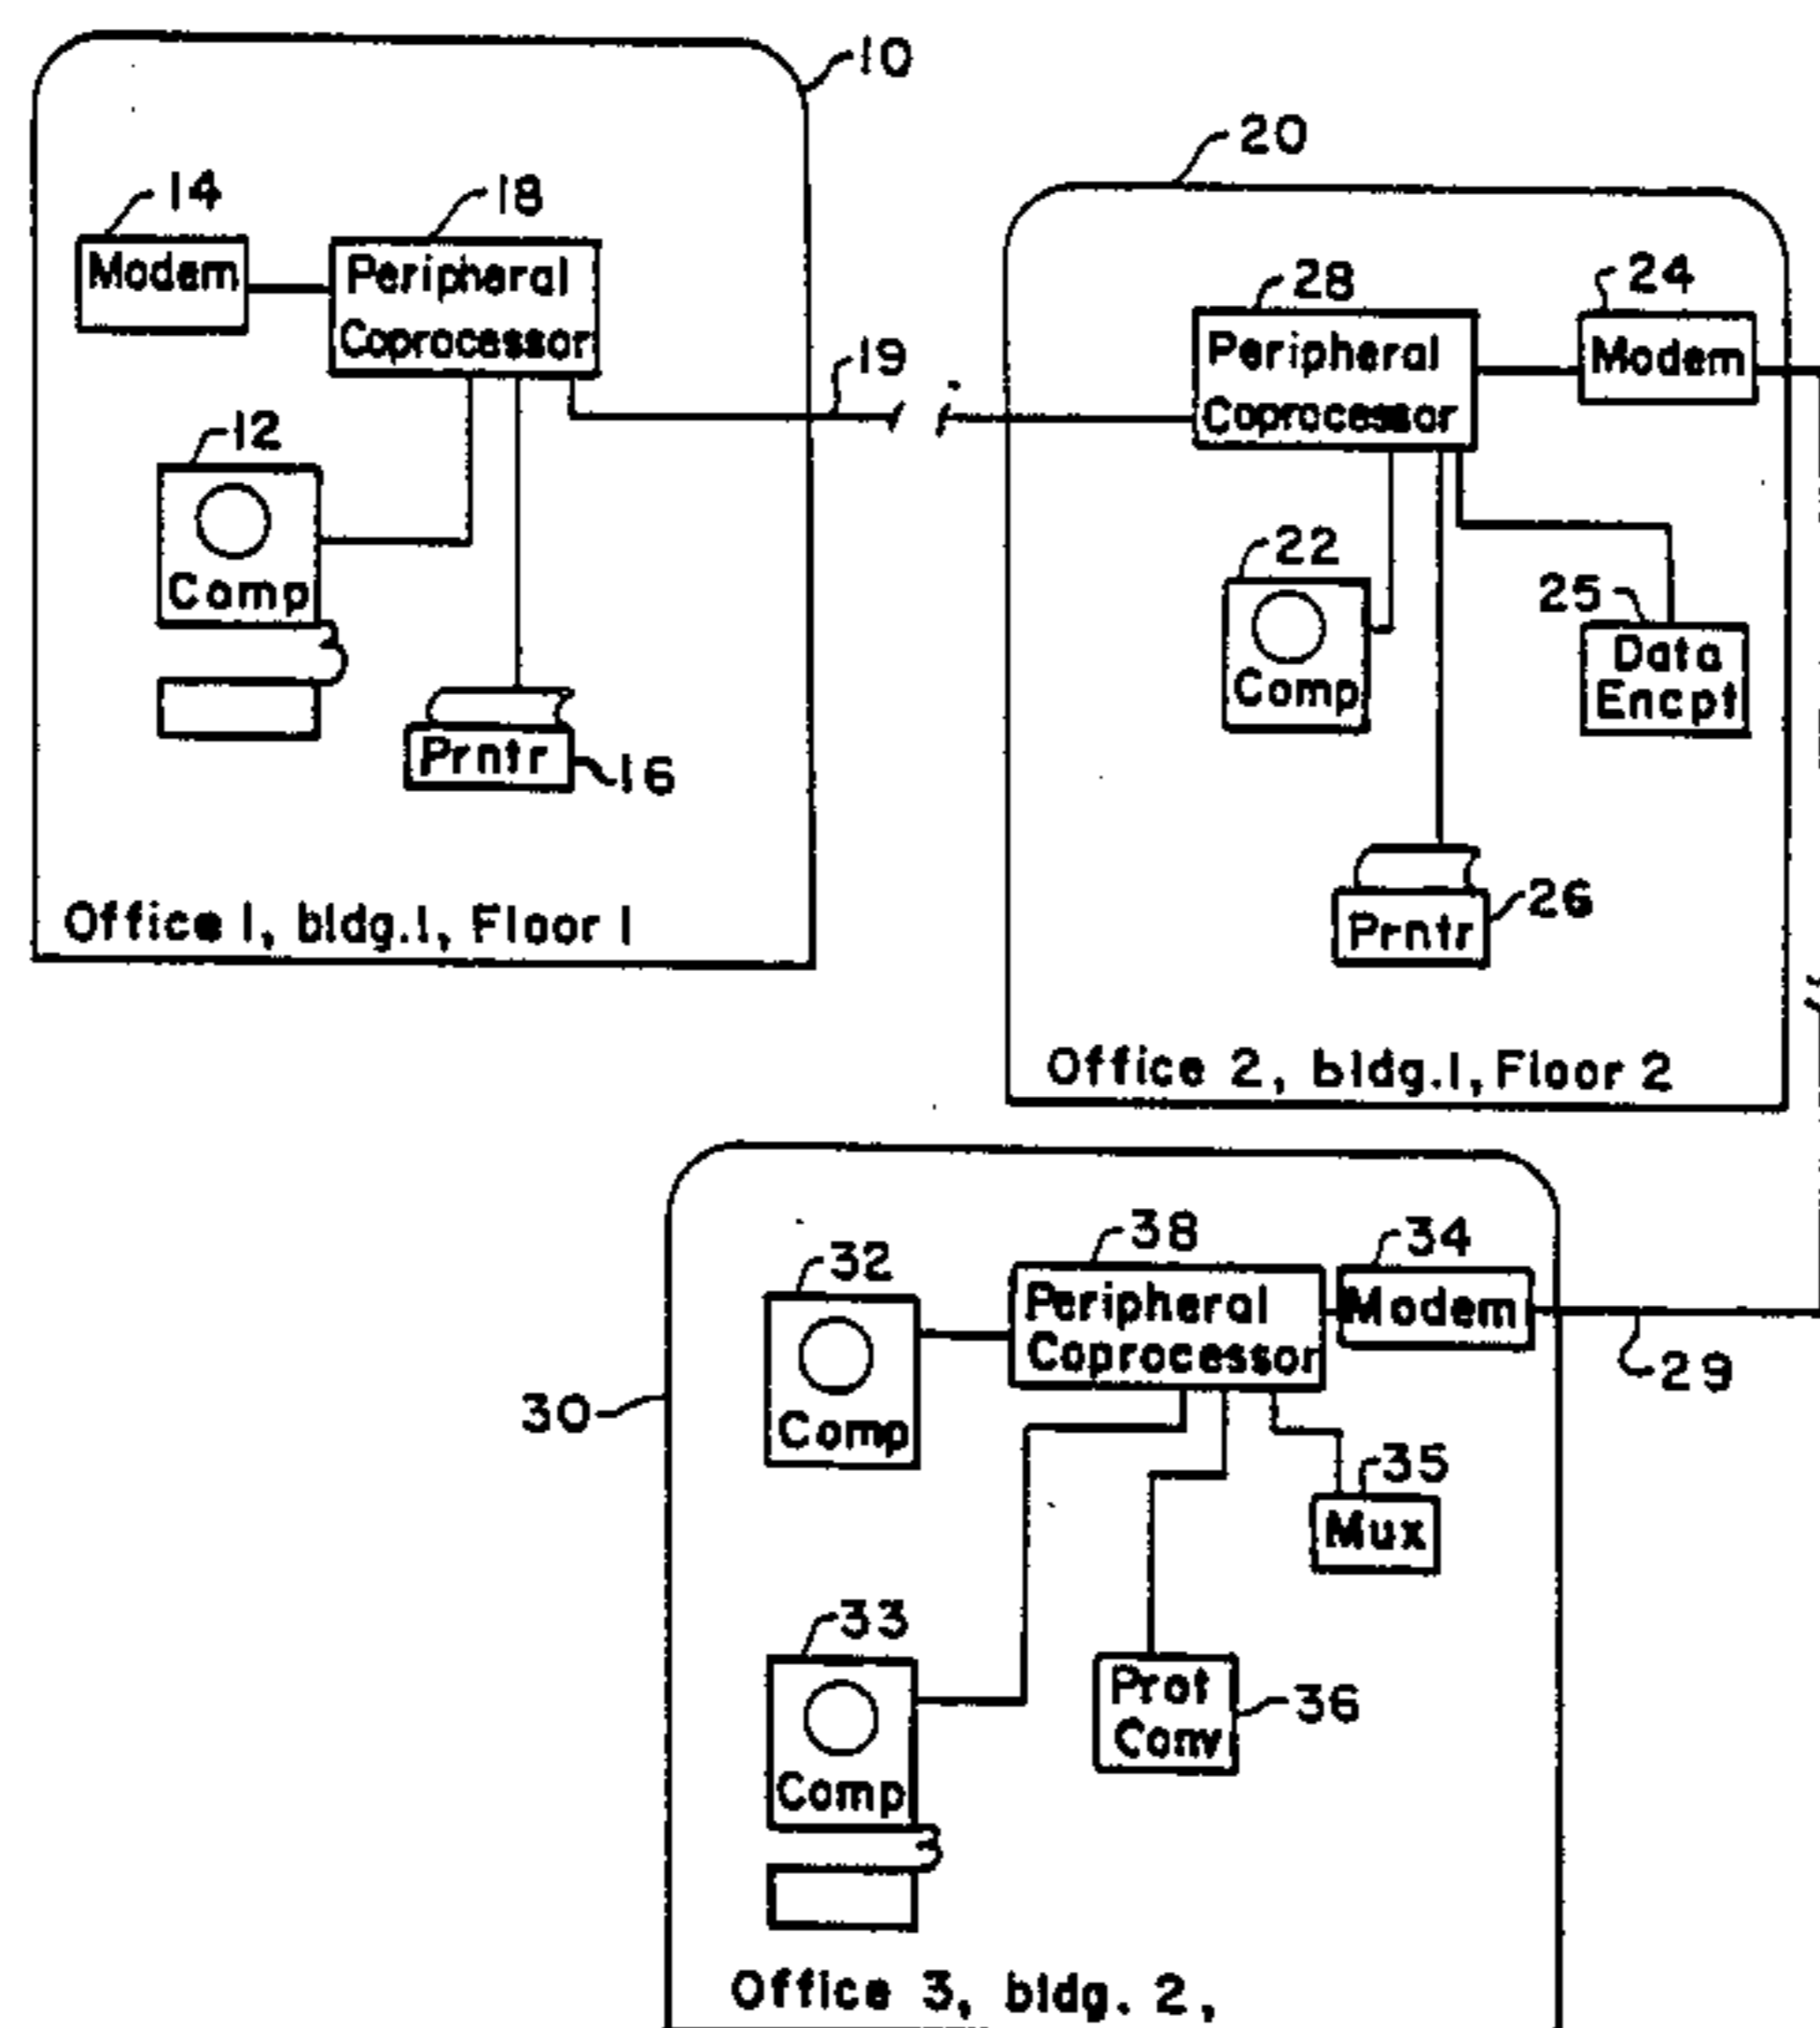 10
14
18
Modem
Peripheral
Coprocessor
19
12
Comp
Prntr
16
Office 1, bldg.1, Floor 1
20
28
24
Peripheral
Coprocessor
Modem
22
Comp
25
Data
Encpt
26
Prntr
Office 2, bldg.1, Floor 2
38
34
32
Peripheral
Coprocessor
Modem
29
30
Comp
35
Mux
33
Prot
Conv
36
Comp
Office 3, bldg. 2,